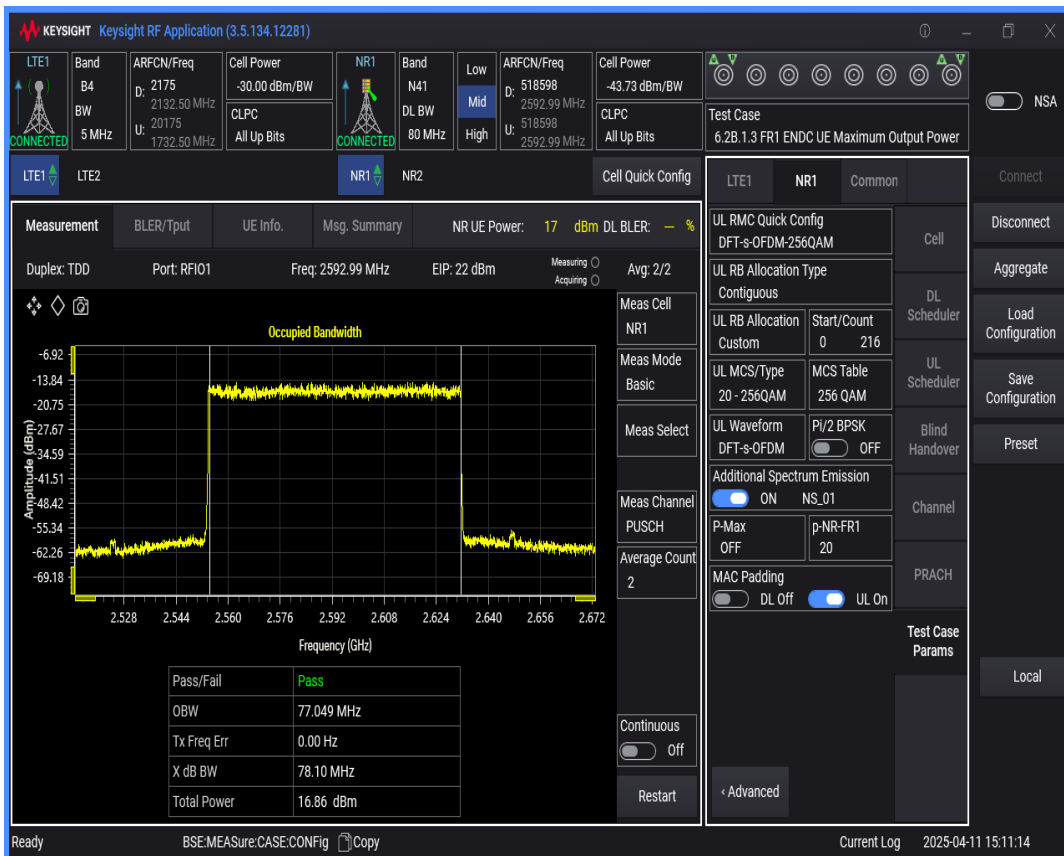 KEYSIGHT Keysight RF Application (3.5.134.12281)
LTE1
CONNECTED
Band
B4
BW
5 MHz
ARFCN/Freq
D: 2175
2132.50 MHz
U: 20175
1732.50 MHz
Cell Power
-30.00 dBm/BW
CLPC
All Up Bits
NR1
CONNECTED
Band
N41
DL BW
80 MHz
Low
Mid
High
ARFCN/Freq
D: 518598
2592.99 MHz
U: 518598
2592.99 MHz
Cell Power
-43.73 dBm/BW
CLPC
All Up Bits
Test Case
6.2B.1.3 FR1 ENDC UE Maximum Output Power
NSA
LTE1 LTE2 NR1 NR2 Cell Quick Config
Measurement BLER/Tput UE Info. Msg. Summary NR UE Power: 17 dBm DL BLER: — %
Duplex: TDD Port: RFIO1 Freq: 2592.99 MHz EIP: 22 dBm Measuring Acquiring Avg: 2/2
Occupied Bandwidth
Amplitude (dBm)
-6.92
-13.84
-20.75
-27.67
-34.59
-41.51
-48.42
-55.34
-62.26
-69.18
2.528 2.544 2.560 2.576 2.592 2.608 2.624 2.640 2.656 2.672
Frequency (GHz)
Pass/Fail Pass
OBW 77.049 MHz
Tx Freq Err 0.00 Hz
X dB BW 78.10 MHz
Total Power 16.86 dBm
Meas Cell
NR1
Meas Mode
Basic
Meas Select
Meas Channel
PUSCH
Average Count
2
Continuous
Off
Restart
LTE1 NR1 Common
UL RMC Quick Config
DFT-s-OFDM-256QAM
UL RB Allocation Type
Contiguous
UL RB Allocation
Custom
Start/Count
0 216
UL MCS/Type
20 - 256QAM
MCS Table
256 QAM
UL Waveform
DFT-s-OFDM
Pi/2 BPSK
OFF
Additional Spectrum Emission
ON NS_01
P-Max
OFF
p-NR-FR1
20
MAC Padding
DL Off UL On
‹ Advanced
Cell
DL
Scheduler
UL
Scheduler
Blind
Handover
Channel
PRACH
Test Case
Params
Connect
Disconnect
Aggregate
Load
Configuration
Save
Configuration
Preset
Local
Ready BSE:MEASure:CASE:CONFig Copy Current Log 2025-04-11 15:11:14